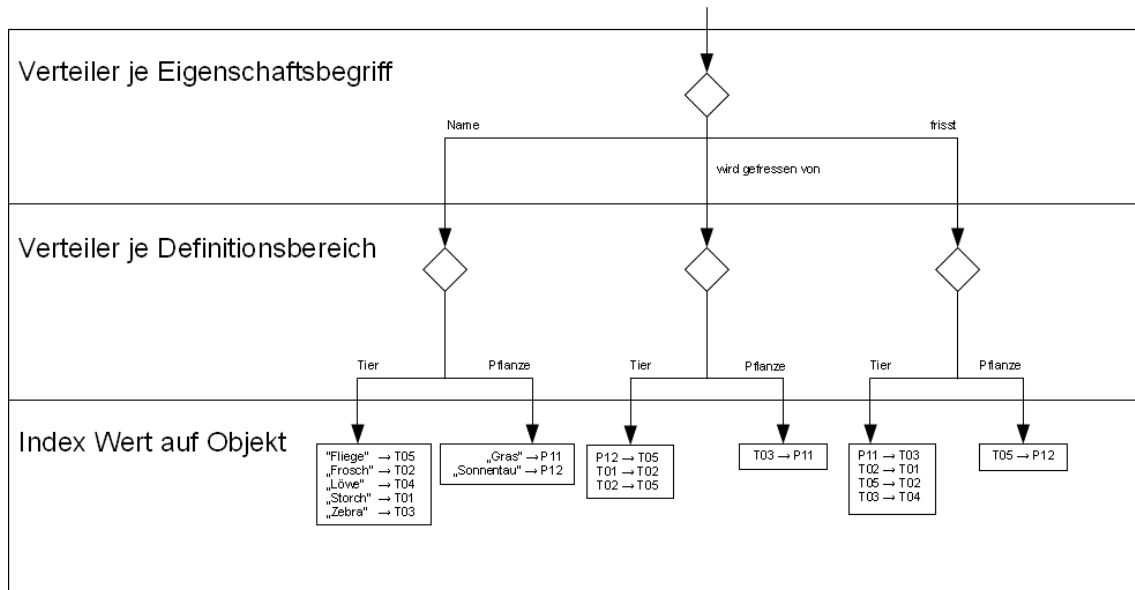 Verteiler je Eigenschaftsbegriff
Name
frisst
wird gefressen von
Verteiler je Definitionsbereich
Tier
Pflanze
Tier
Pflanze
Tier
Pflanze
Index Wert auf Objekt
"Fliege" → T05
„Frosch" → T02
„Löwe" → T04
„Storch" → T01
„Zebra" → T03
„Gras" → P11
„Sonnentau" → P12
P12 → T05
T01 → T02
T02 → T05
T03 → P11
P11 → T03
T02 → T01
T05 → T02
T03 → T04
T05 → P12